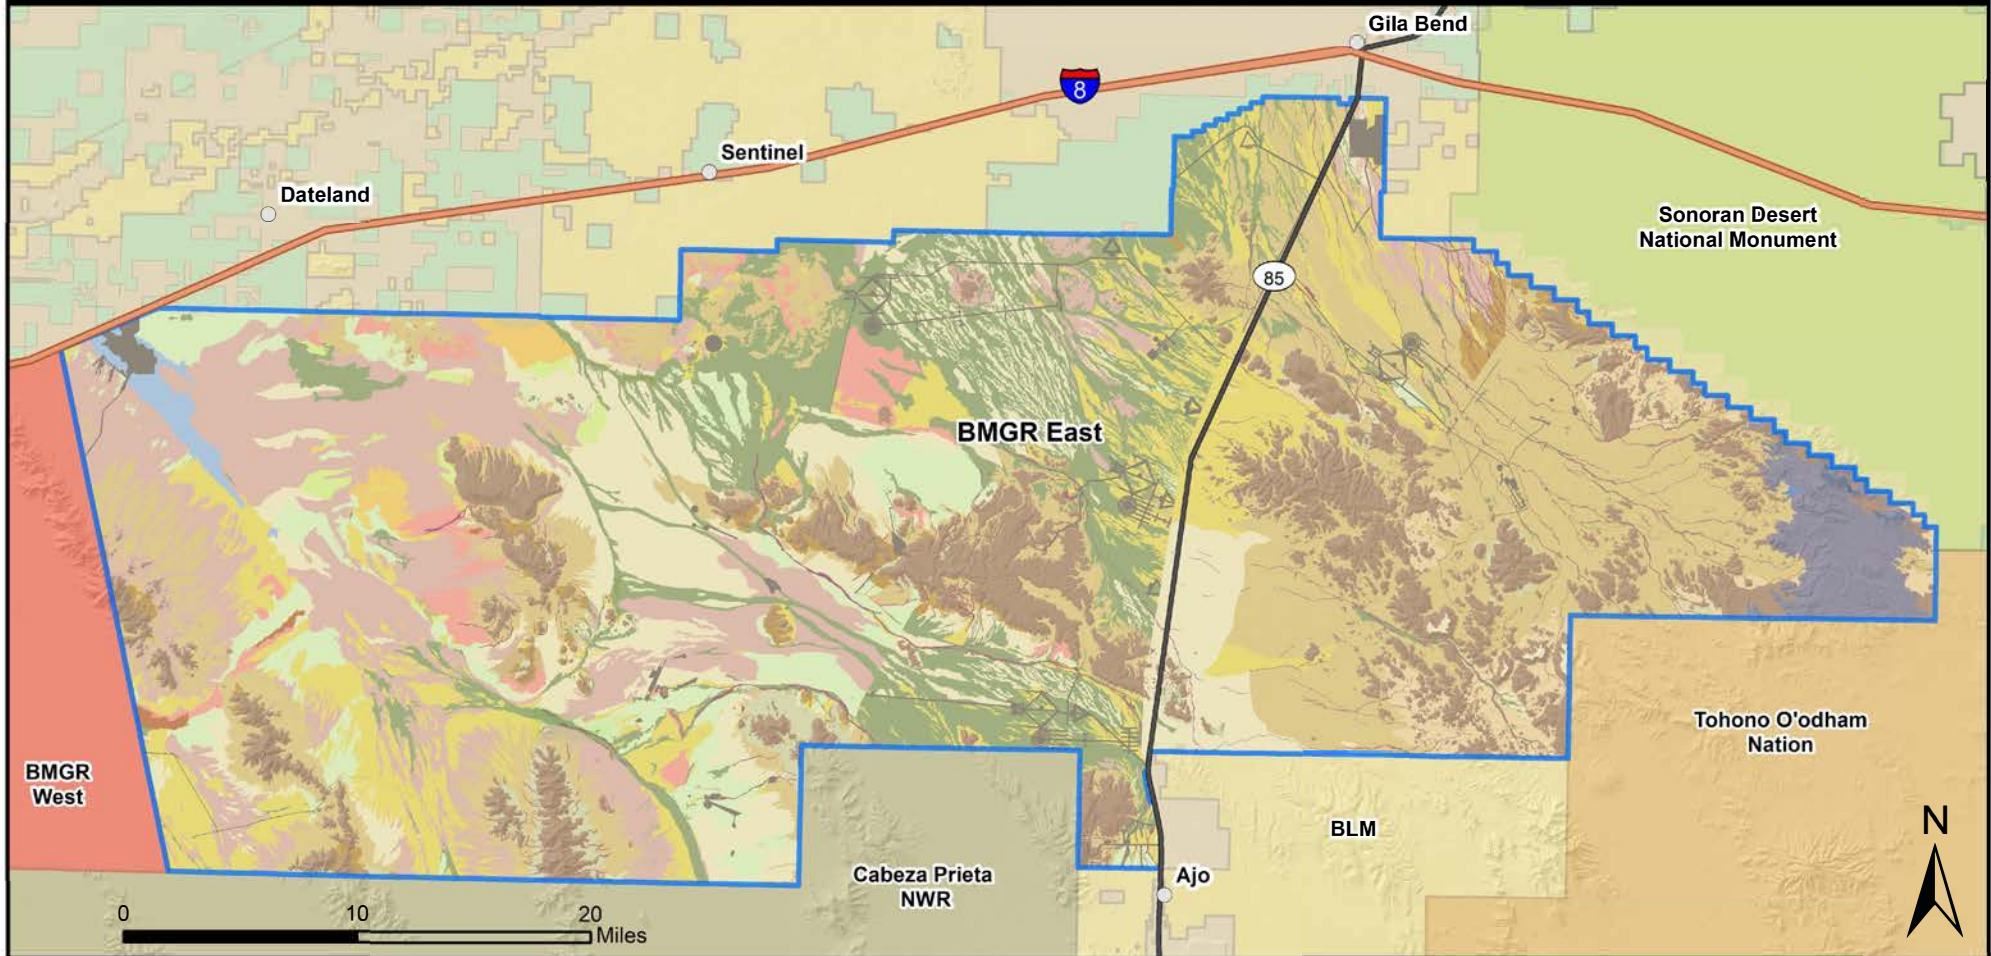 Gila Bend
8
Sentinel
Dateland
Sonoran Desert
National Monument
85
BMGR East
Tohono O'odham
Nation
BMGR
West
BLM
N
Cabeza Prieta
NWR
Ajo
0 10 20
Miles